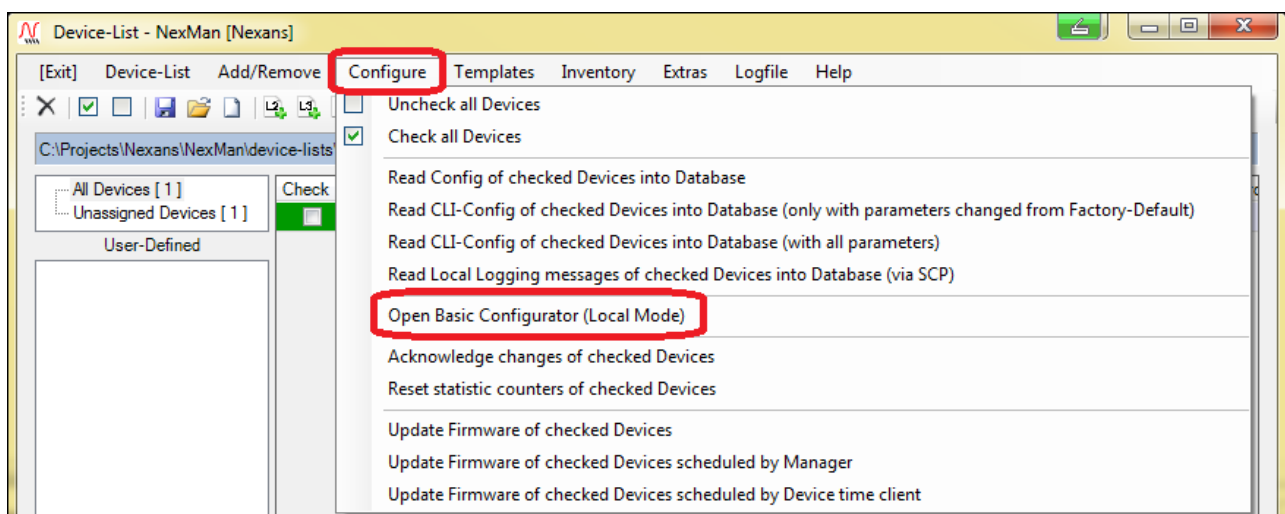 Device-List - NexMan [Nexans]
[Exit] Device-List Add/Remove Configure Templates Inventory Extras Logfile Help
Uncheck all Devices
Check all Devices
C:\Projects\Nexans\NexMan\device-lists\
All Devices [ 1 ]
Unassigned Devices [ 1 ]
User-Defined
Check
Read Config of checked Devices into Database
Read CLI-Config of checked Devices into Database (only with parameters changed from Factory-Default)
Read CLI-Config of checked Devices into Database (with all parameters)
Read Local Logging messages of checked Devices into Database (via SCP)
Open Basic Configurator (Local Mode)
Acknowledge changes of checked Devices
Reset statistic counters of checked Devices
Update Firmware of checked Devices
Update Firmware of checked Devices scheduled by Manager
Update Firmware of checked Devices scheduled by Device time client